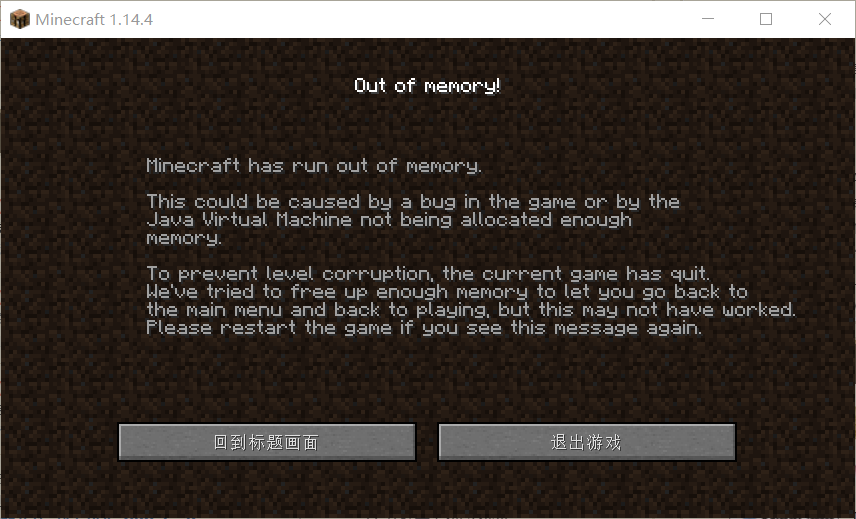 Minecraft 1.14.4
Out of memory!
Minecraft has run out of memory.
This could be caused by a bug in the game or by the
Java Virtual Machine not being allocated enough
memory.
To prevent level corruption, the current game has quit.
We've tried to free up enough memory to let you go back to
the main menu and back to playing, but this may not have worked.
Please restart the game if you see this message again.
回到标题画面
退出游戏